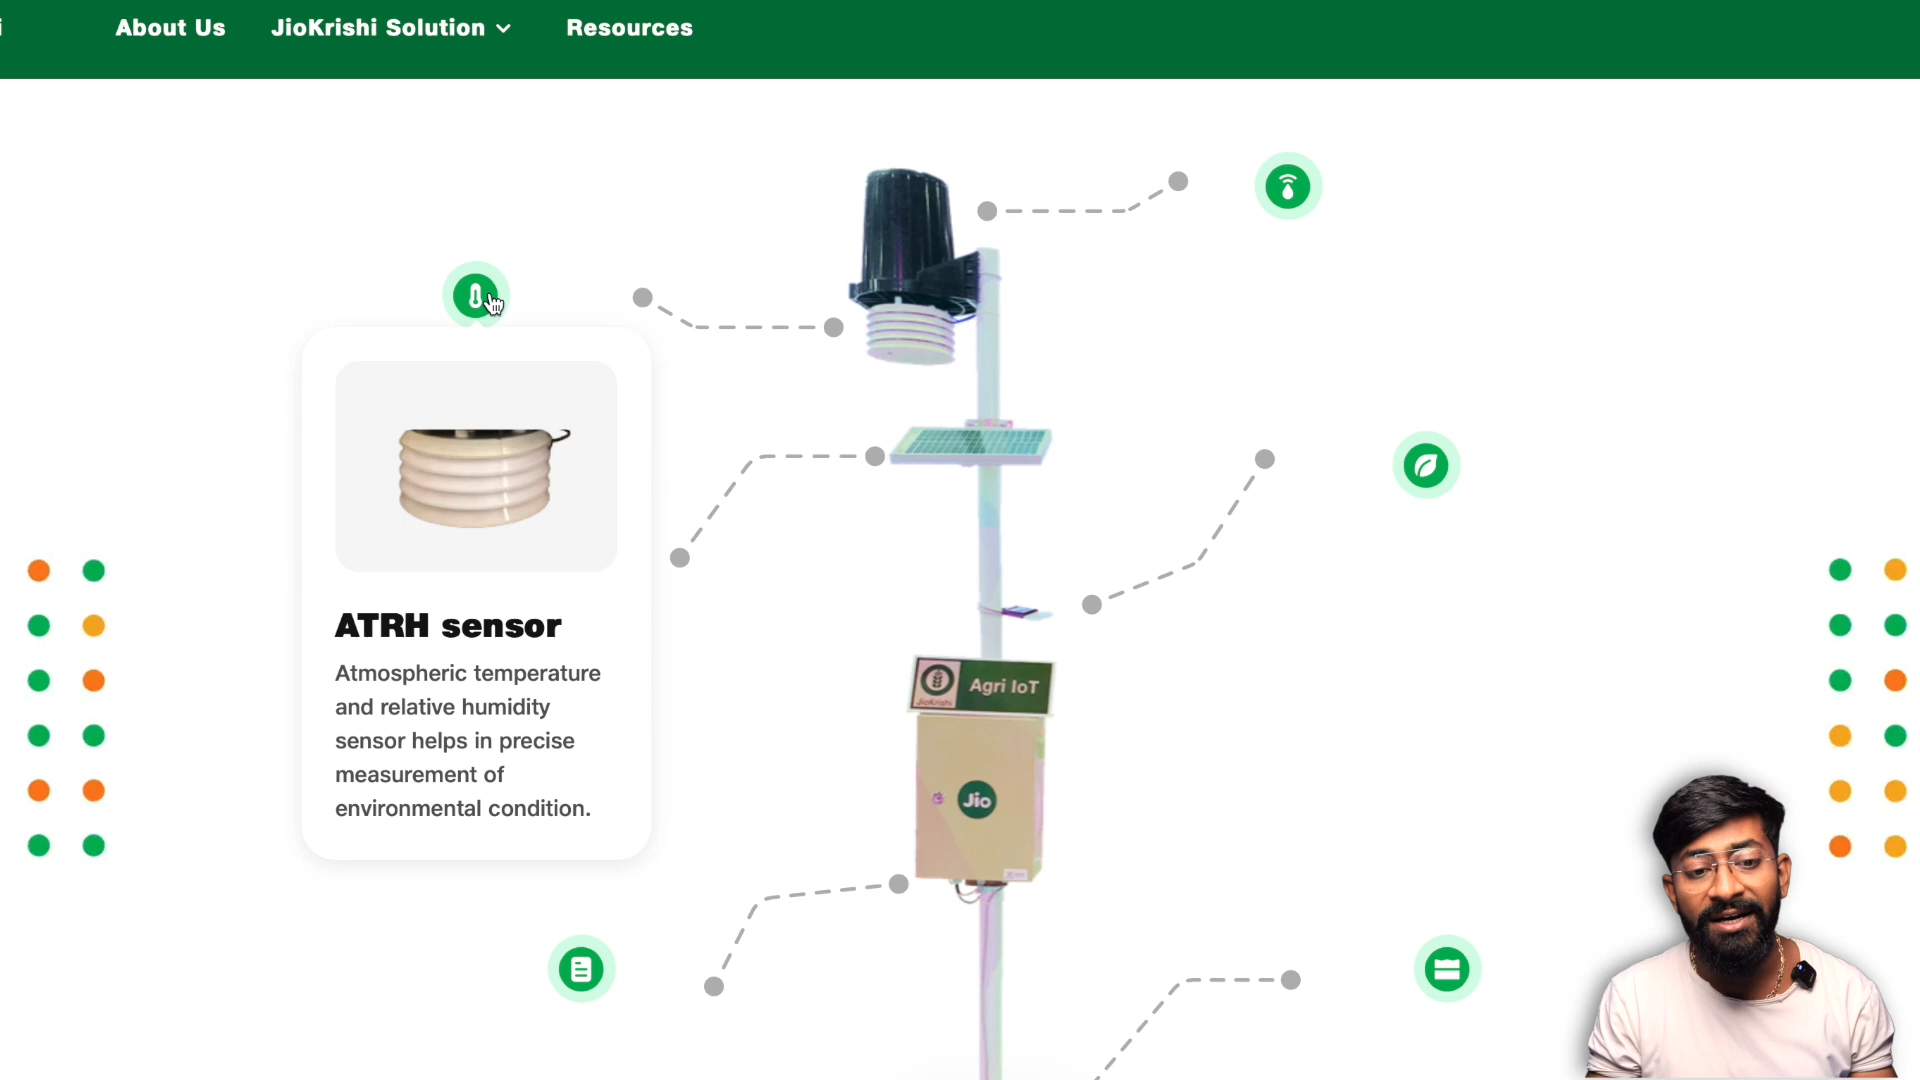 About Us
JioKrishi Solution
Resources
ATRH sensor
Atmospheric temperature
and relative humidity
sensor helps in precise
measurement of
environmental condition.
Agri IoT
JioKrishi
Jio